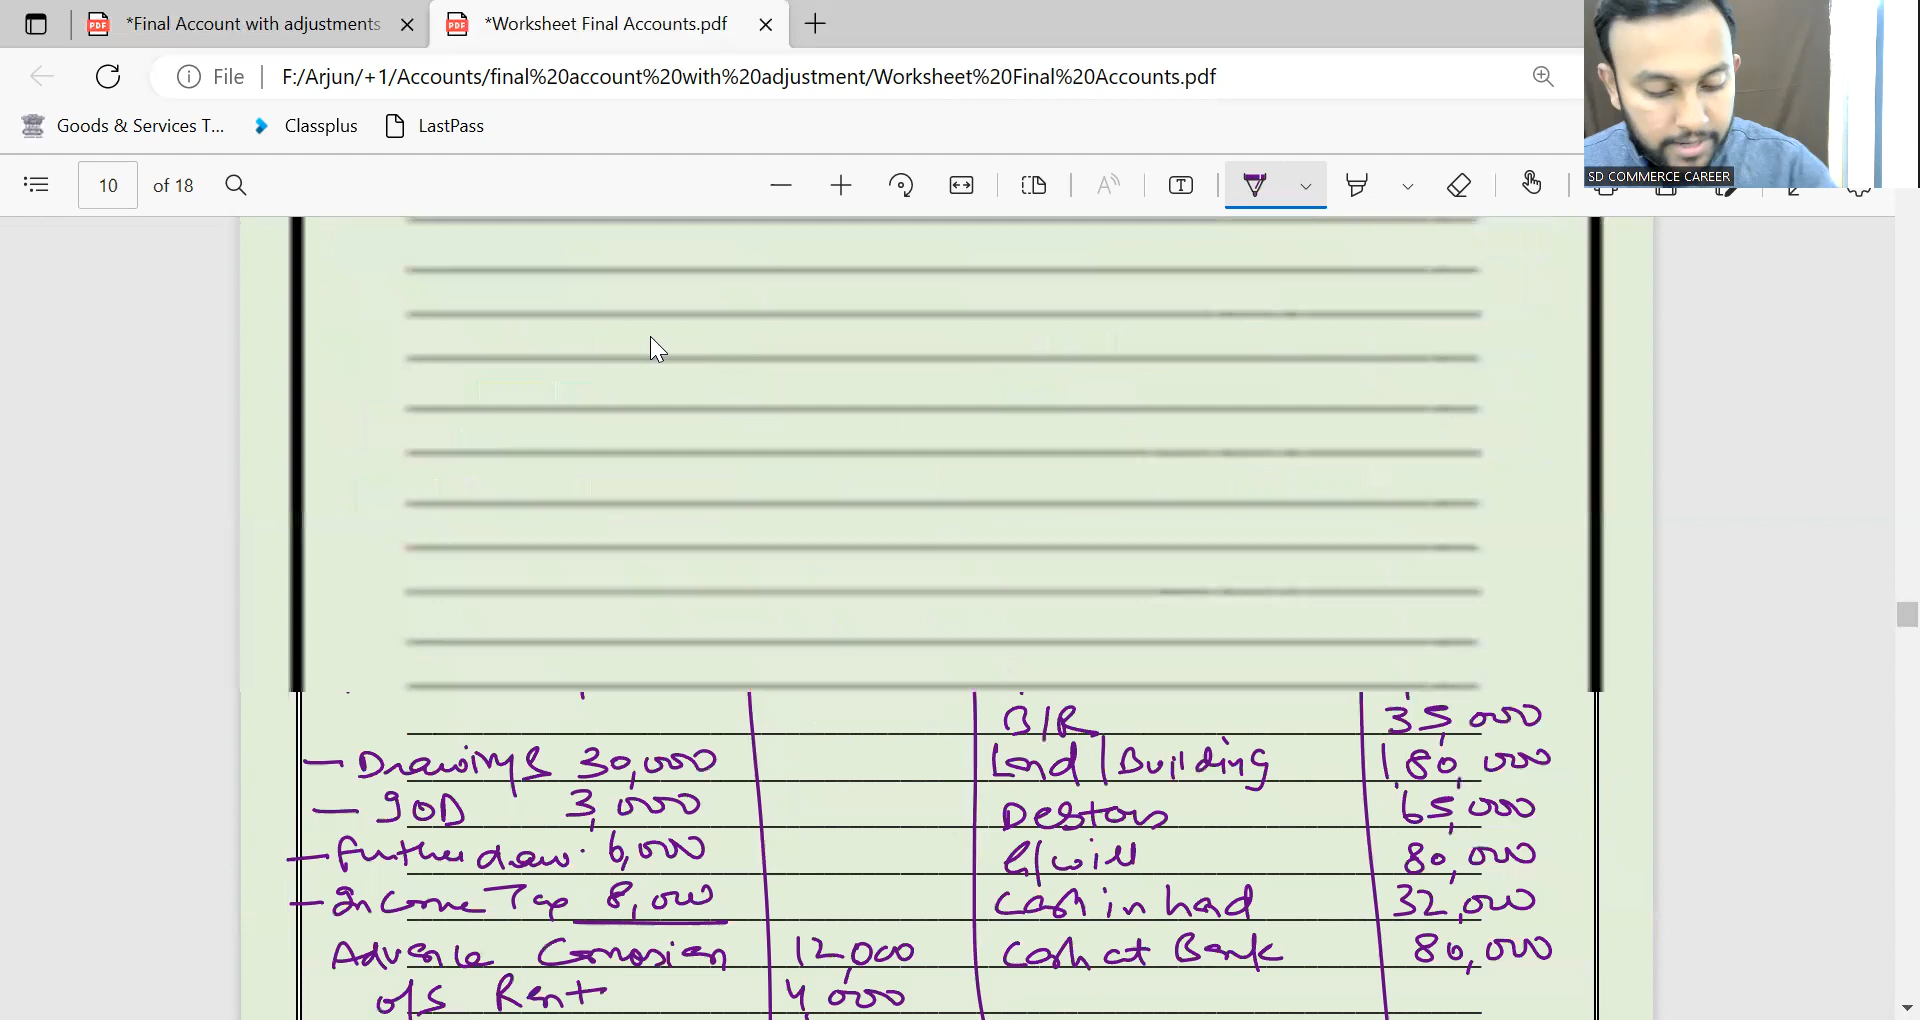 *Final Account with adjustments
*Worksheet Final Accounts.pdf
File
F:/Arjun/+1/Accounts/final%20account%20with%20adjustment/Worksheet%20Final%20Accounts.pdf
Goods & Services T...
Classplus
LastPass
10 of 18
SD COMMERCE CAREER
B/R 35,000
— Drawings 30,000 Land / Building 1,80,000
— IOD 3,000 Debtors 65,000
— Further draw. 6,000 G/will 80,000
— Income Tax 8,000 Cash in hand 32,000
Advance Commission 12,000 Cash at Bank 80,000
o/s Rent 4,000